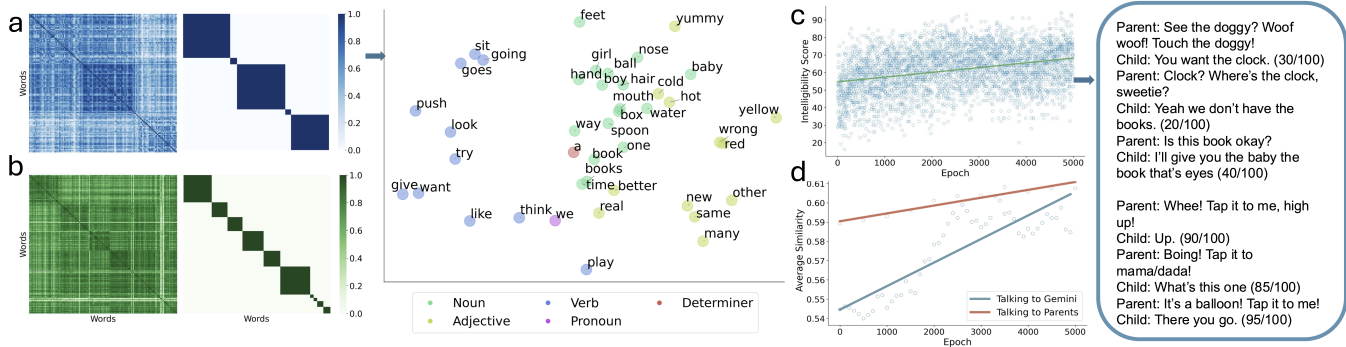 a
Words
1.0
0.8
0.6
0.4
0.2
0.0
b
Words
Words
Words
1.0
0.8
0.6
0.4
0.2
0.0
feet
yummy
sit
going
goes
girl
nose
ball
baby
hand
boy
hair
cold
push
mouth
hot
box
water
yellow
look
way
spoon
wrong
one
red
try
a
book
books
give
want
time
better
new
other
like
think
we
real
same
many
play
Noun
Verb
Determiner
Adjective
Pronoun
c
Intelligibility Score
90
80
70
60
50
40
30
20
0
1000
2000
3000
4000
5000
Epoch
d
Average Similarity
0.61
0.60
0.59
0.58
0.57
0.56
0.55
0.54
0
1000
2000
3000
4000
5000
Epoch
Talking to Gemini
Talking to Parents
Parent: See the doggy? Woof
woof! Touch the doggy!
Child: You want the clock. (30/100)
Parent: Clock? Where's the clock,
sweetie?
Child: Yeah we don't have the
books. (20/100)
Parent: Is this book okay?
Child: I'll give you the baby the
book that's eyes (40/100)
Parent: Whee! Tap it to me, high
up!
Child: Up. (90/100)
Parent: Boing! Tap it to
mama/dada!
Child: What's this one (85/100)
Parent: It's a balloon! Tap it to me!
Child: There you go. (95/100)